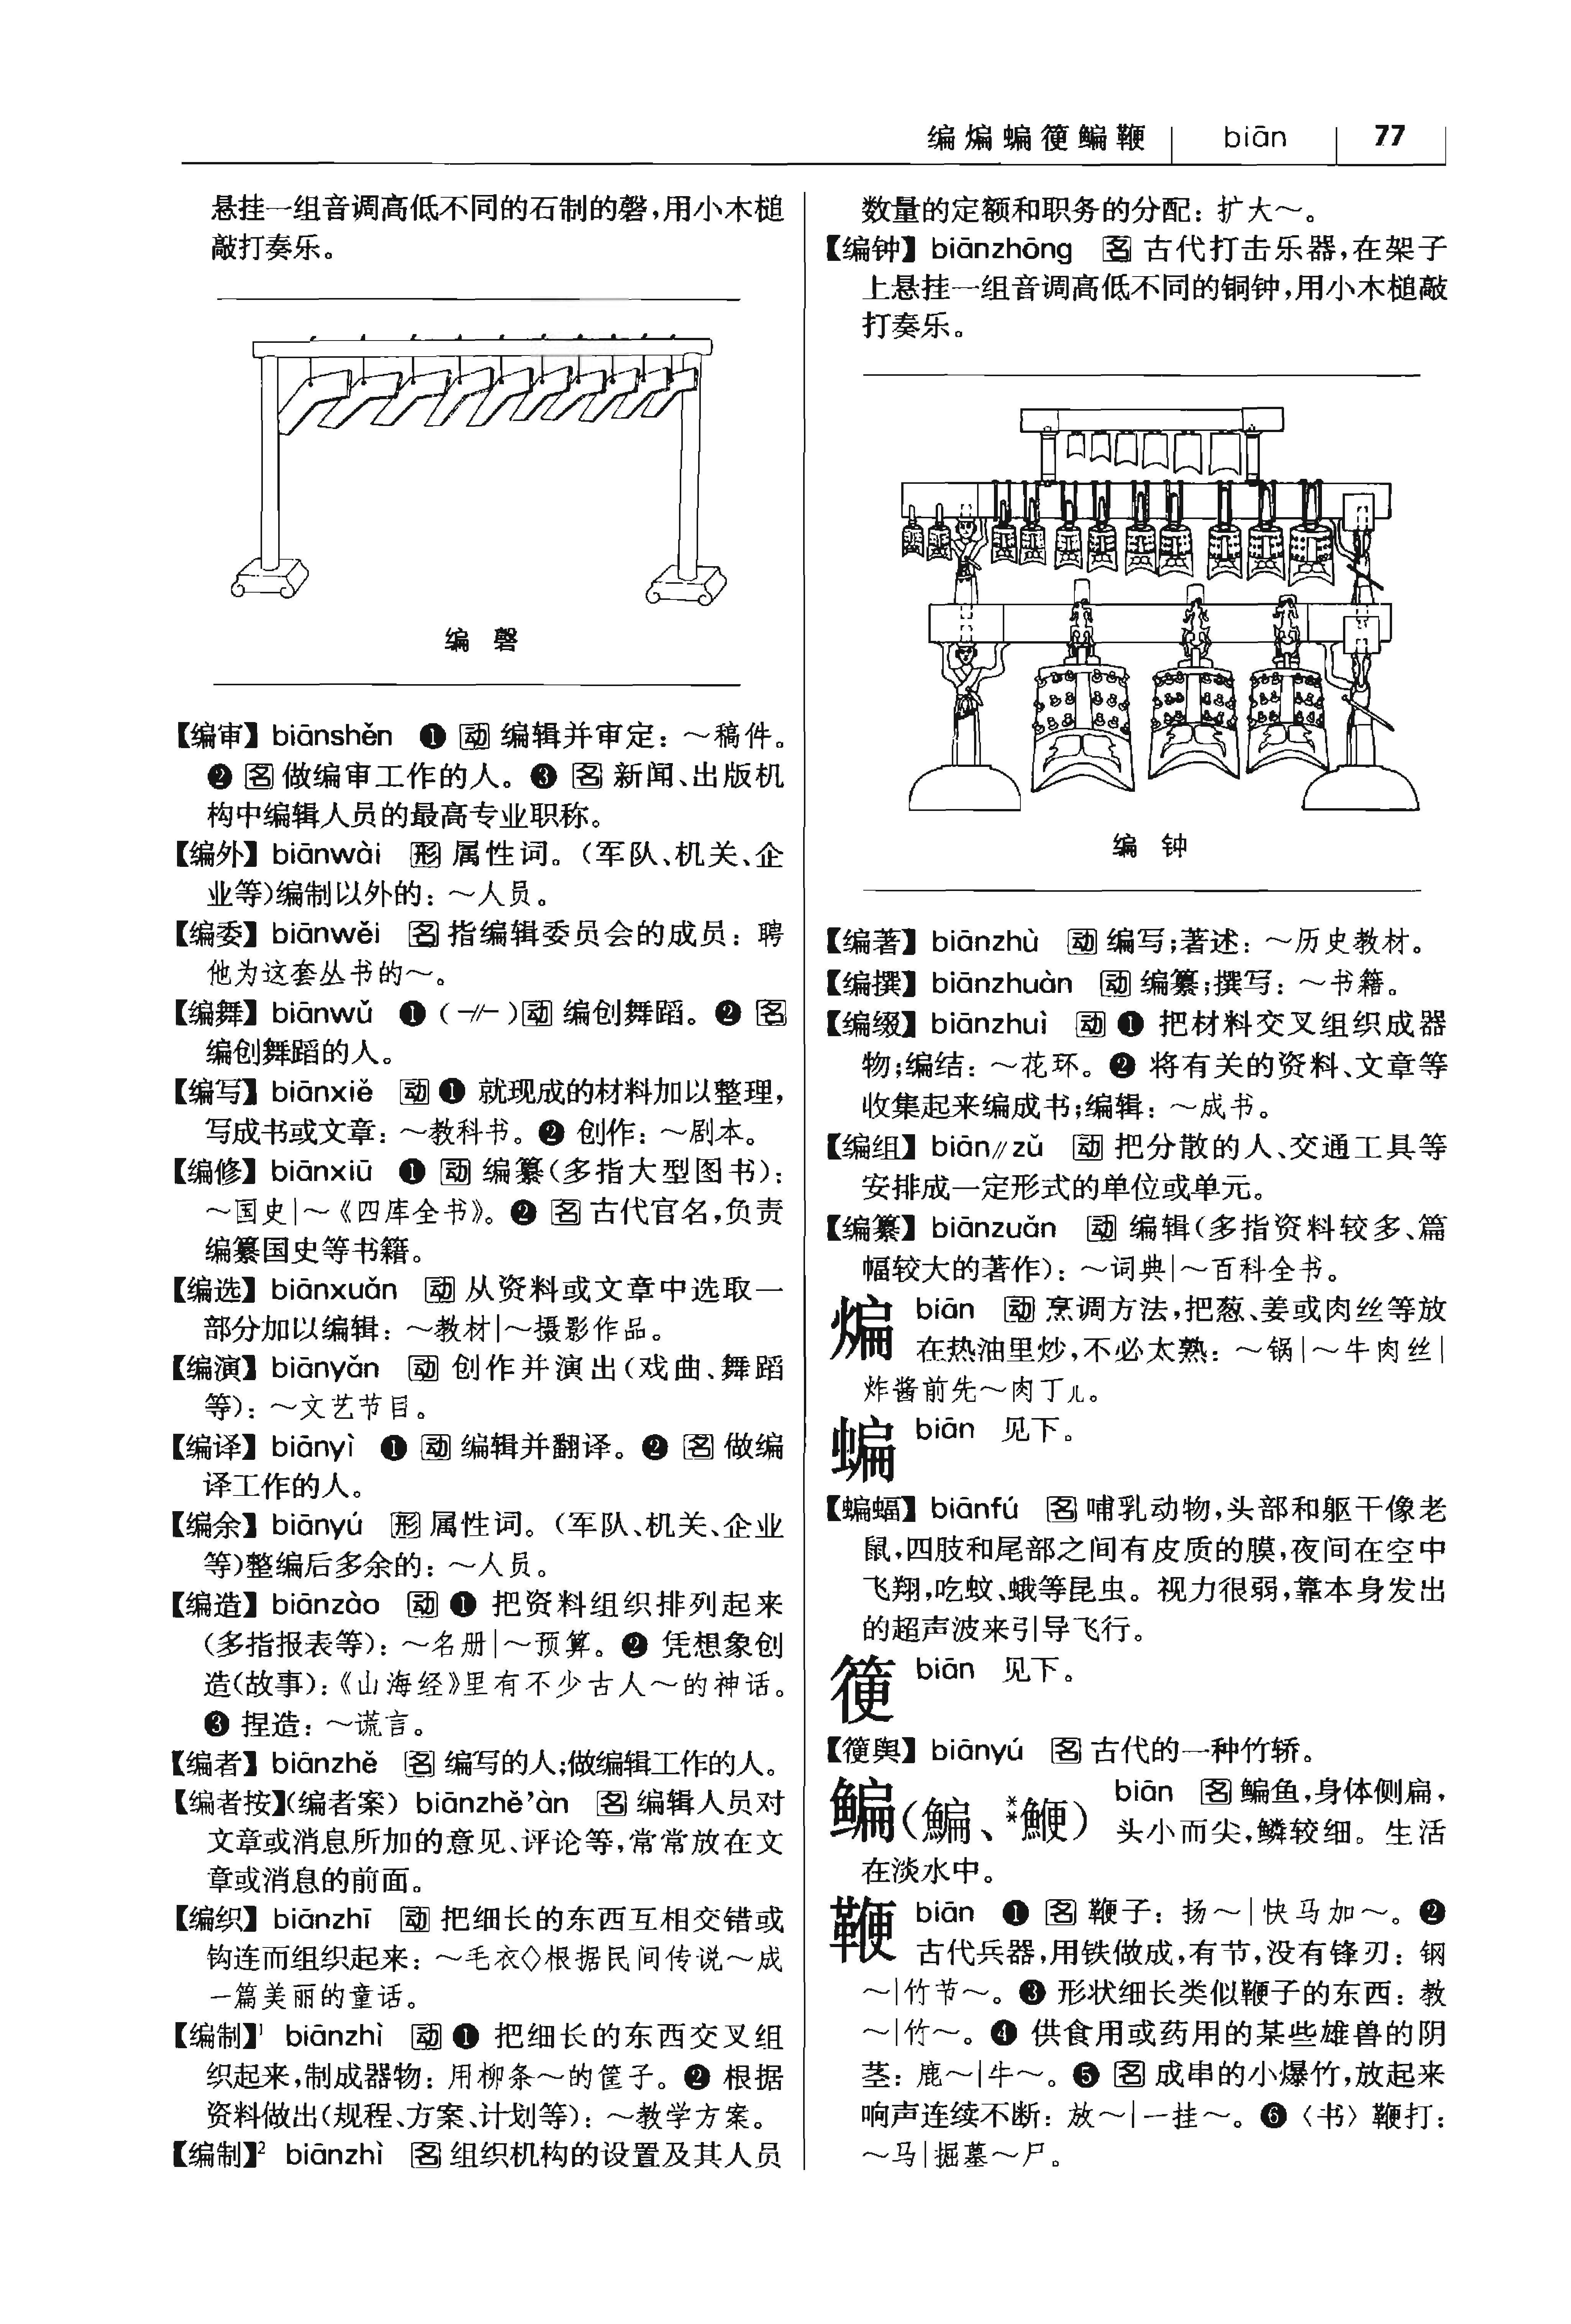 编煸蝙箯鳊鞭 biān 77
悬挂一组音调高低不同的石制的磬,用小木槌
敲打奏乐。
编 磬
【编审】 biānshěn ❶ 动 编辑并审定：～稿件。
❷ 名 做编审工作的人。❸ 名 新闻、出版机
构中编辑人员的最高专业职称。
【编外】 biānwài 形 属性词。(军队、机关、企
业等)编制以外的：～人员。
【编委】 biānwěi 名 指编辑委员会的成员：聘
他为这套丛书的～。
【编舞】 biānwǔ ❶ (-//-)动 编创舞蹈。❷ 名
编创舞蹈的人。
【编写】 biānxiě 动 ❶ 就现成的材料加以整理,
写成书或文章：～教科书。❷ 创作：～剧本。
【编修】 biānxiū ❶ 动 编纂(多指大型图书)：
～国史|～《四库全书》。❷ 名 古代官名,负责
编纂国史等书籍。
【编选】 biānxuǎn 动 从资料或文章中选取一
部分加以编辑：～教材|～摄影作品。
【编演】 biānyǎn 动 创作并演出(戏曲、舞蹈
等)：～文艺节目。
【编译】 biānyì ❶ 动 编辑并翻译。❷ 名 做编
译工作的人。
【编余】 biānyú 形 属性词。(军队、机关、企业
等)整编后多余的：～人员。
【编造】 biānzào 动 ❶ 把资料组织排列起来
(多指报表等)：～名册|～预算。❷ 凭想象创
造(故事)：《山海经》里有不少古人～的神话。
❸ 捏造：～谎言。
【编者】 biānzhě 名 编写的人;做编辑工作的人。
【编者按】(编者案) biānzhě’àn 名 编辑人员对
文章或消息所加的意见、评论等,常常放在文
章或消息的前面。
【编织】 biānzhī 动 把细长的东西互相交错或
钩连而组织起来：～毛衣◇根据民间传说～成
一篇美丽的童话。
【编制】¹ biānzhì 动 ❶ 把细长的东西交叉组
织起来,制成器物：用柳条～的筐子。❷ 根据
资料做出(规程、方案、计划等)：～教学方案。
【编制】² biānzhì 名 组织机构的设置及其人员
数量的定额和职务的分配：扩大～。
【编钟】 biānzhōng 名 古代打击乐器,在架子
上悬挂一组音调高低不同的铜钟,用小木槌敲
打奏乐。
编 钟
【编著】 biānzhù 动 编写;著述：～历史教材。
【编撰】 biānzhuàn 动 编纂;撰写：～书籍。
【编缀】 biānzhuì 动 ❶ 把材料交叉组织成器
物;编结：～花环。❷ 将有关的资料、文章等
收集起来编成书;编辑：～成书。
【编组】 biān//zǔ 动 把分散的人、交通工具等
安排成一定形式的单位或单元。
【编纂】 biānzuǎn 动 编辑(多指资料较多、篇
幅较大的著作)：～词典|～百科全书。
煸 biān 动 烹调方法,把葱、姜或肉丝等放
在热油里炒,不必太熟：～锅|～牛肉丝|
炸酱前先～肉丁儿。
蝙 biān 见下。
【蝙蝠】 biānfú 名 哺乳动物,头部和躯干像老
鼠,四肢和尾部之间有皮质的膜,夜间在空中
飞翔,吃蚊、蛾等昆虫。视力很弱,靠本身发出
的超声波来引导飞行。
箯 biān 见下。
【箯舆】 biānyú 名 古代的一种竹轿。
鳊(鯿、**鯾) biān 名 鳊鱼,身体侧扁,
头小而尖,鳞较细。生活
在淡水中。
鞭 biān ❶ 名 鞭子：扬～|快马加～。❷
古代兵器,用铁做成,有节,没有锋刃：钢
～|竹节～。❸ 形状细长类似鞭子的东西：教
～|竹～。❹ 供食用或药用的某些雄兽的阴
茎：鹿～|牛～。❺ 名 成串的小爆竹,放起来
响声连续不断：放～|一挂～。❻〈书〉鞭打：
～马|掘墓～尸。